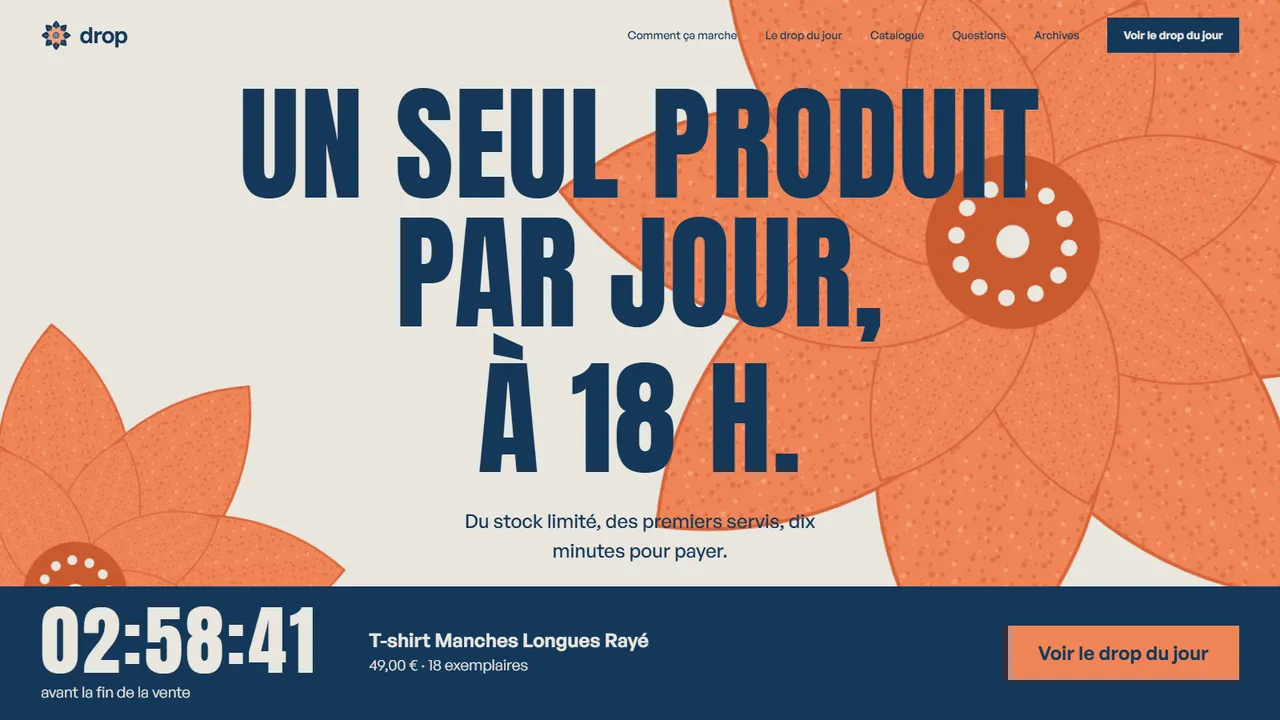 drop
Comment ça marche
Le drop du jour
Catalogue
Questions
Archives
Voir le drop du jour
UN SEUL PRODUIT
PAR JOUR,
À 18 H.
Du stock limité, des premiers servis, dix
minutes pour payer.
02:58:41
avant la fin de la vente
T-shirt Manches Longues Rayé
49,00 € · 18 exemplaires
Voir le drop du jour